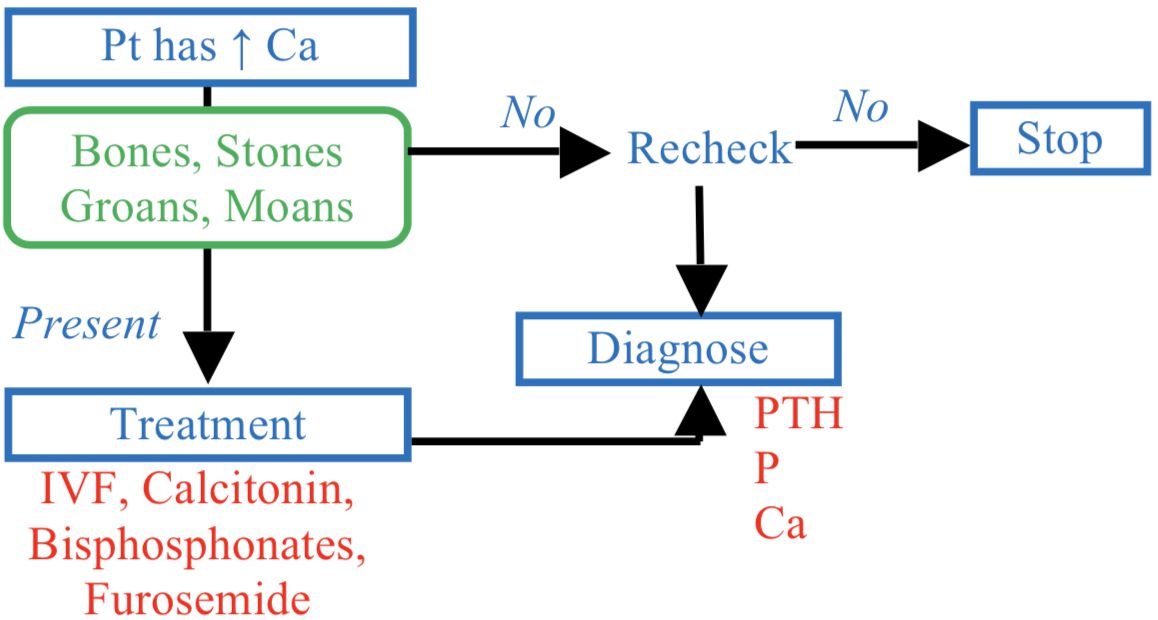 Pt has ↑ Ca
Bones, Stones
Groans, Moans
No
Recheck
No
Stop
Present
Treatment
IVF, Calcitonin,
Bisphosphonates,
Furosemide
Diagnose
PTH
P
Ca